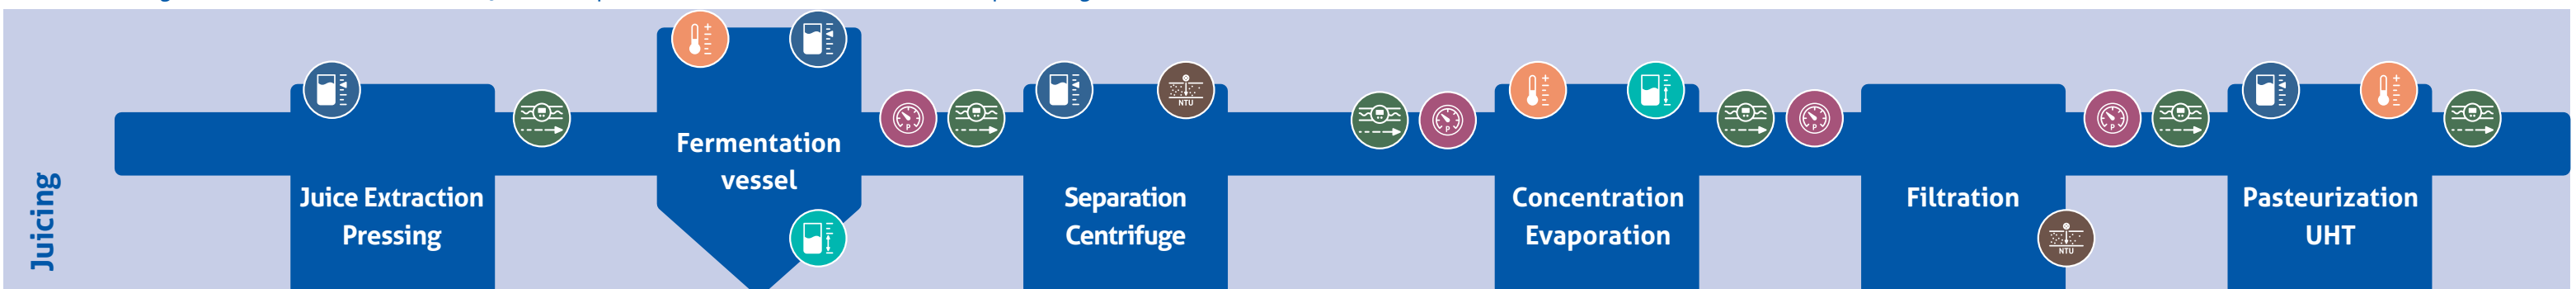 Juicing
Juice Extraction
Pressing
Fermentation
vessel
P
Separation
Centrifuge
NTU
P
Concentration
Evaporation
P
Filtration
NTU
P
Pasteurization
UHT